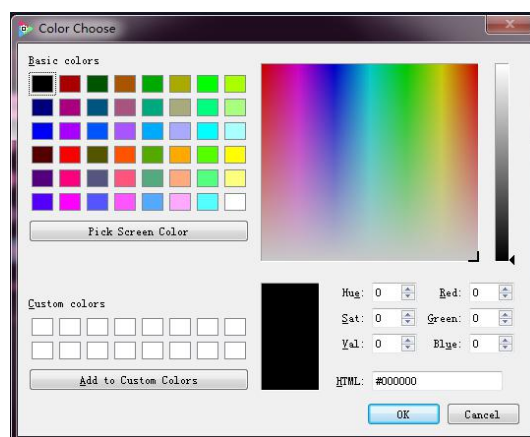 Color Choose
Basic colors
Pick Screen Color
Custom colors
Add to Custom Colors
Hue: 0 Red: 0
Sat: 0 Green: 0
Val: 0 Blue: 0
HTML: #000000
OK Cancel